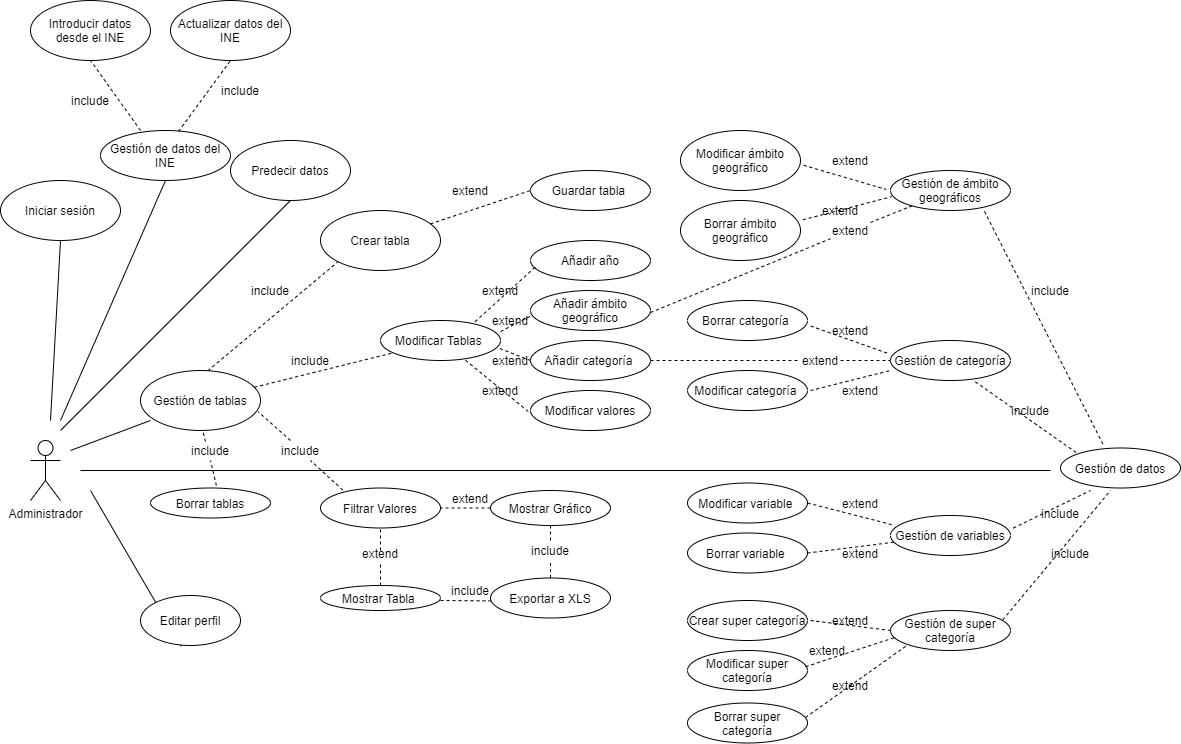 Introducir datos
desde el INE
Actualizar datos del
INE
include
include
Gestión de datos del
INE
Predecir datos
Iniciar sesión
extend
Guardar tabla
Crear tabla
include
Modificar ámbito
geográfico
extend
Gestión de ámbito
geográficos
Borrar ámbito
geográfico
extend
extend
Añadir año
extend
Añadir ámbito
geográfico
extend
include
Modificar Tablas
include
extend
Añadir categoría
extend
Modificar valores
Borrar categoría
extend
extend
Gestión de categoría
Modificar categoría
extend
include
Gestión de tablas
include
include
Borrar tablas
Administrador
Gestión de datos
Filtrar Valores
extend
Mostrar Gráfico
extend
include
Mostrar Tabla
include
Exportar a XLS
Modificar variable
extend
include
Gestión de variables
Borrar variable
extend
include
Editar perfil
Crear super categoría
extend
Gestión de super
categoría
Modificar super
categoría
extend
extend
Borrar super
categoría